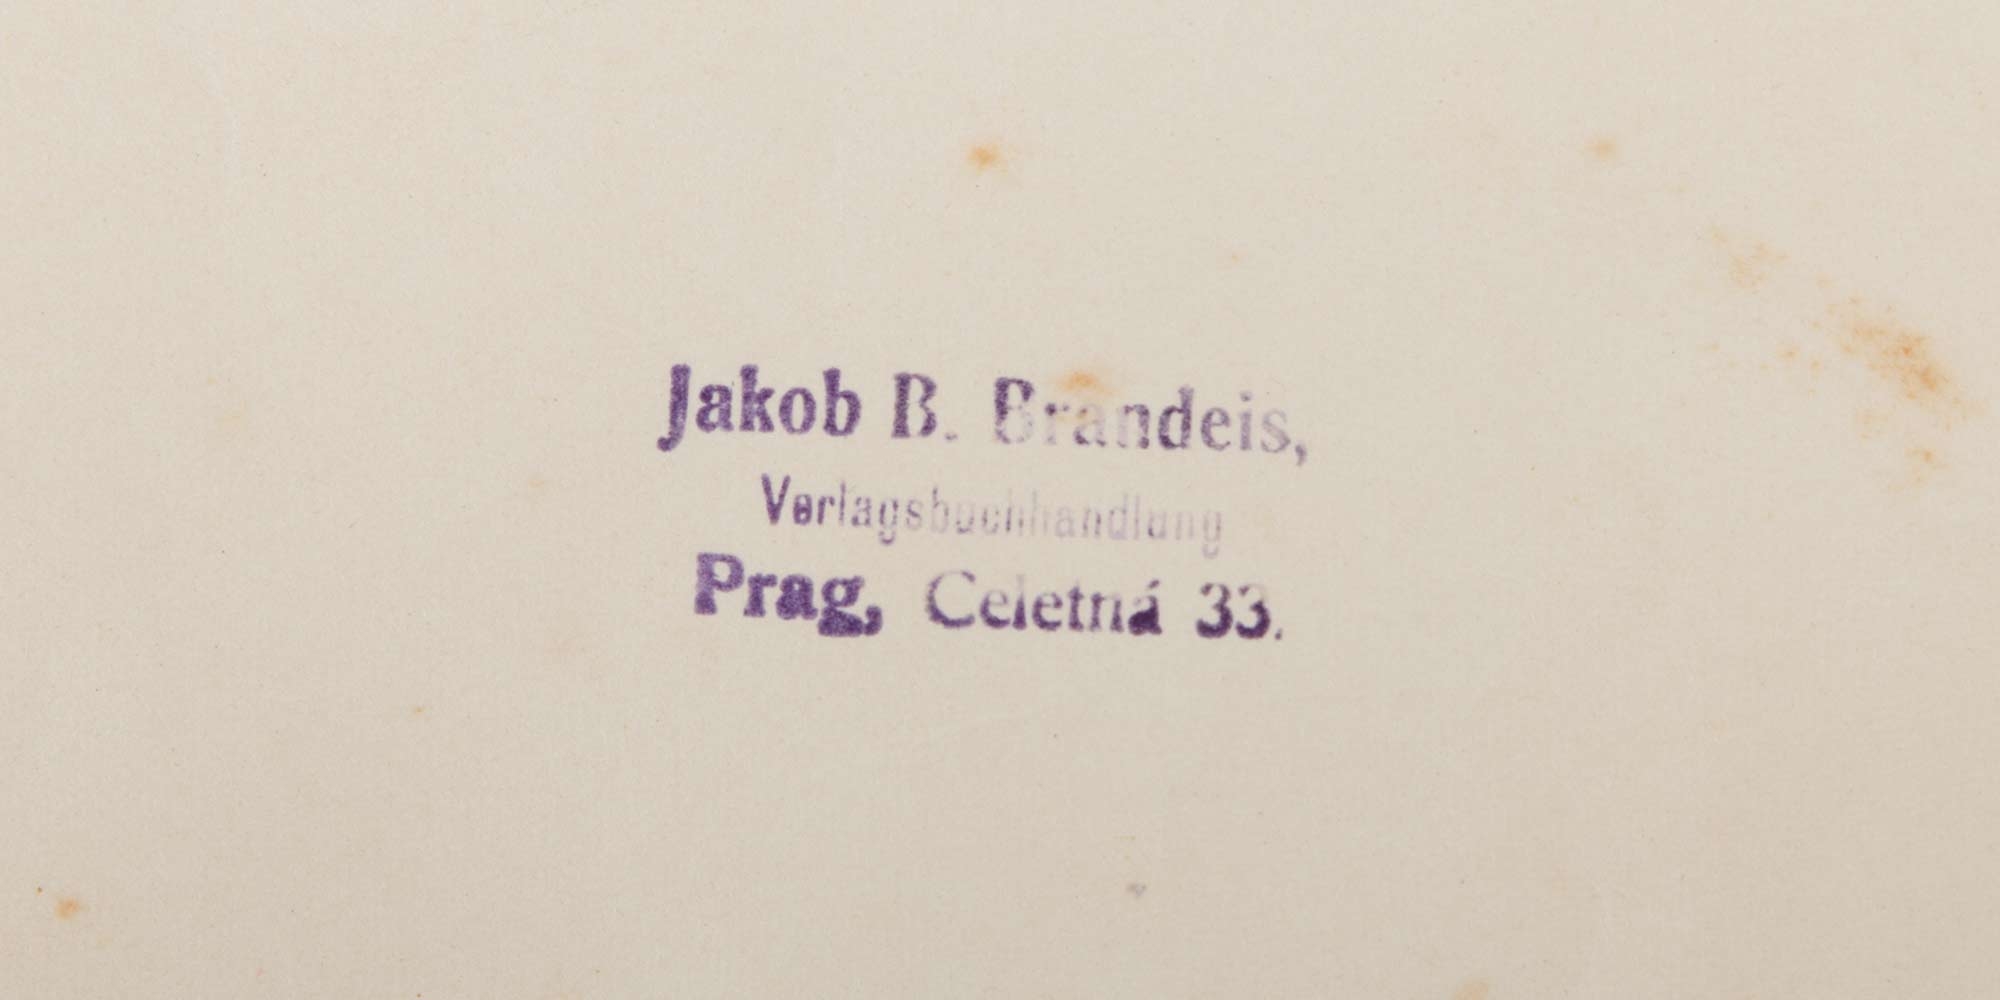 Jakob B. Brandeis,
Verlagsbuchhandlung
Prag, Celetná 33.